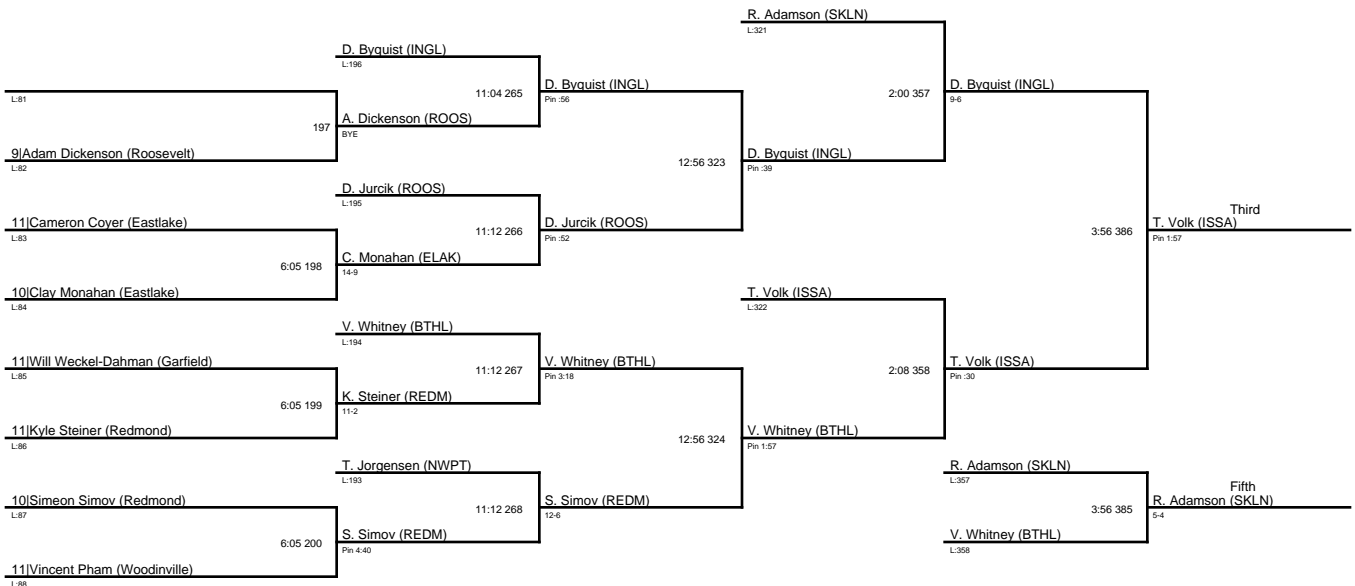 R. Adamson (SKLN)
L:321
D. Byquist (INGL)
L:196
L:81
11:04 265
D. Byquist (INGL)
Pin :56
2:00 357
D. Byquist (INGL)
9-6
197
A. Dickenson (ROOS)
BYE
9|Adam Dickenson (Roosevelt)
L:82
12:56 323
D. Byquist (INGL)
Pin :39
D. Jurcik (ROOS)
L:195
11|Cameron Coyer (Eastlake)
L:83
11:12 266
D. Jurcik (ROOS)
Pin :52
3:56 386
Third
T. Volk (ISSA)
Pin 1:57
6:05 198
C. Monahan (ELAK)
14-9
10|Clay Monahan (Eastlake)
L:84
T. Volk (ISSA)
L:322
V. Whitney (BTHL)
L:194
11|Will Weckel-Dahman (Garfield)
L:85
11:12 267
V. Whitney (BTHL)
Pin 3:18
2:08 358
T. Volk (ISSA)
Pin :30
6:05 199
K. Steiner (REDM)
11-2
11|Kyle Steiner (Redmond)
L:86
12:56 324
V. Whitney (BTHL)
Pin 1:57
T. Jorgensen (NWPT)
L:193
R. Adamson (SKLN)
L:357
10|Simeon Simov (Redmond)
L:87
11:12 268
S. Simov (REDM)
12-6
3:56 385
Fifth
R. Adamson (SKLN)
5-4
6:05 200
S. Simov (REDM)
Pin 4:40
V. Whitney (BTHL)
L:358
11|Vincent Pham (Woodinville)
L:88